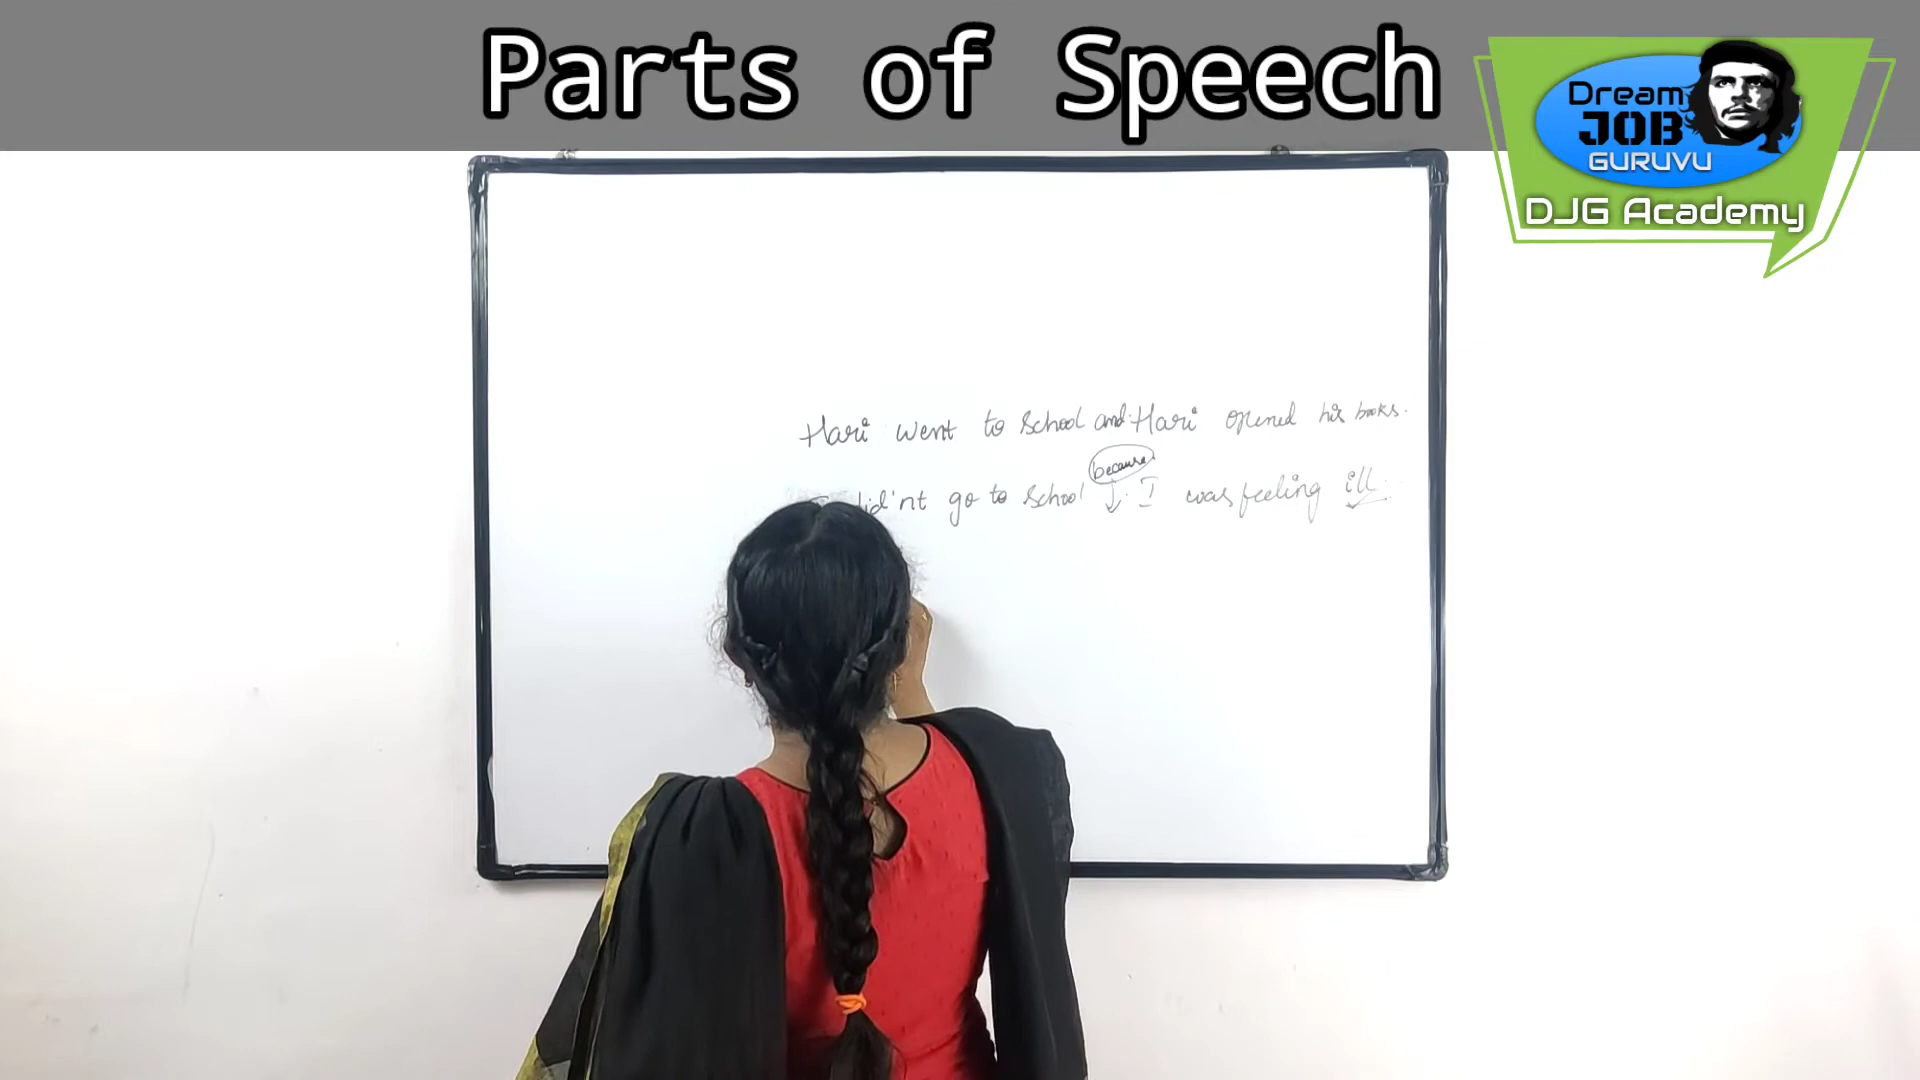 Parts of Speech
Dream
JOB
GURUVU
DJG Academy
Hari went to school and Hari opened his books.
because
did'nt go to school I was feeling ill.